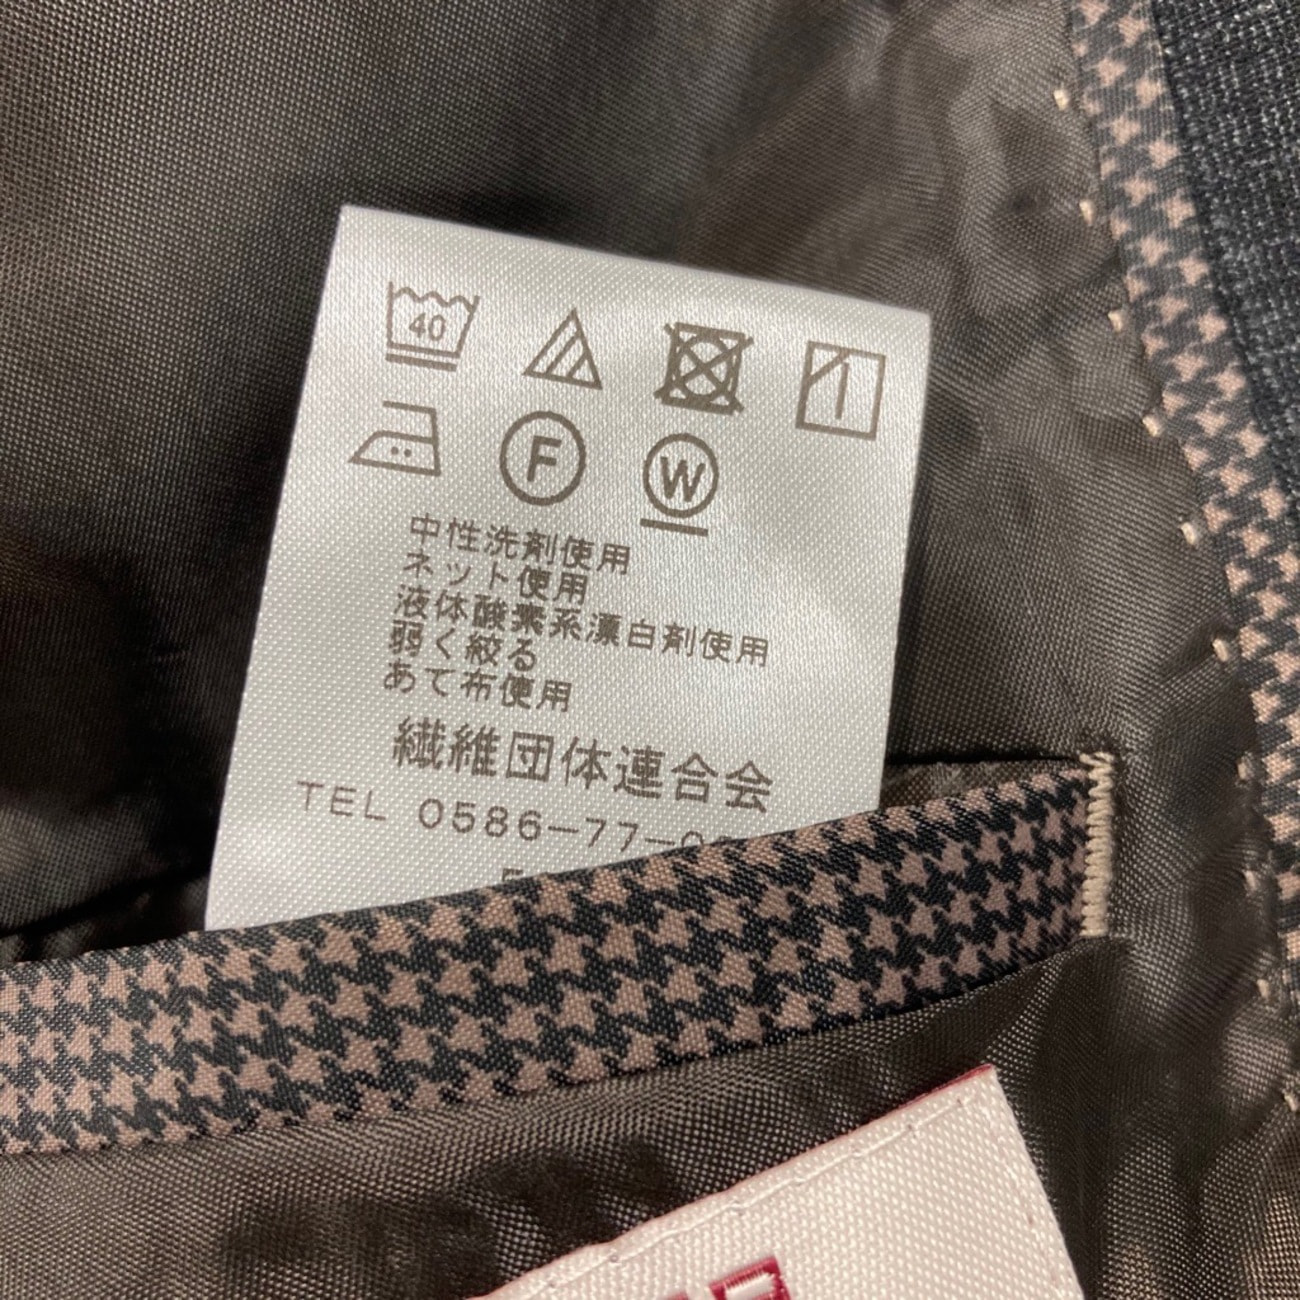 40
F W
中性洗剤使用
ネット使用
液体酸素系漂白剤使用
弱く絞る
あて布使用
繊維団体連合会
TEL 0586-77-0